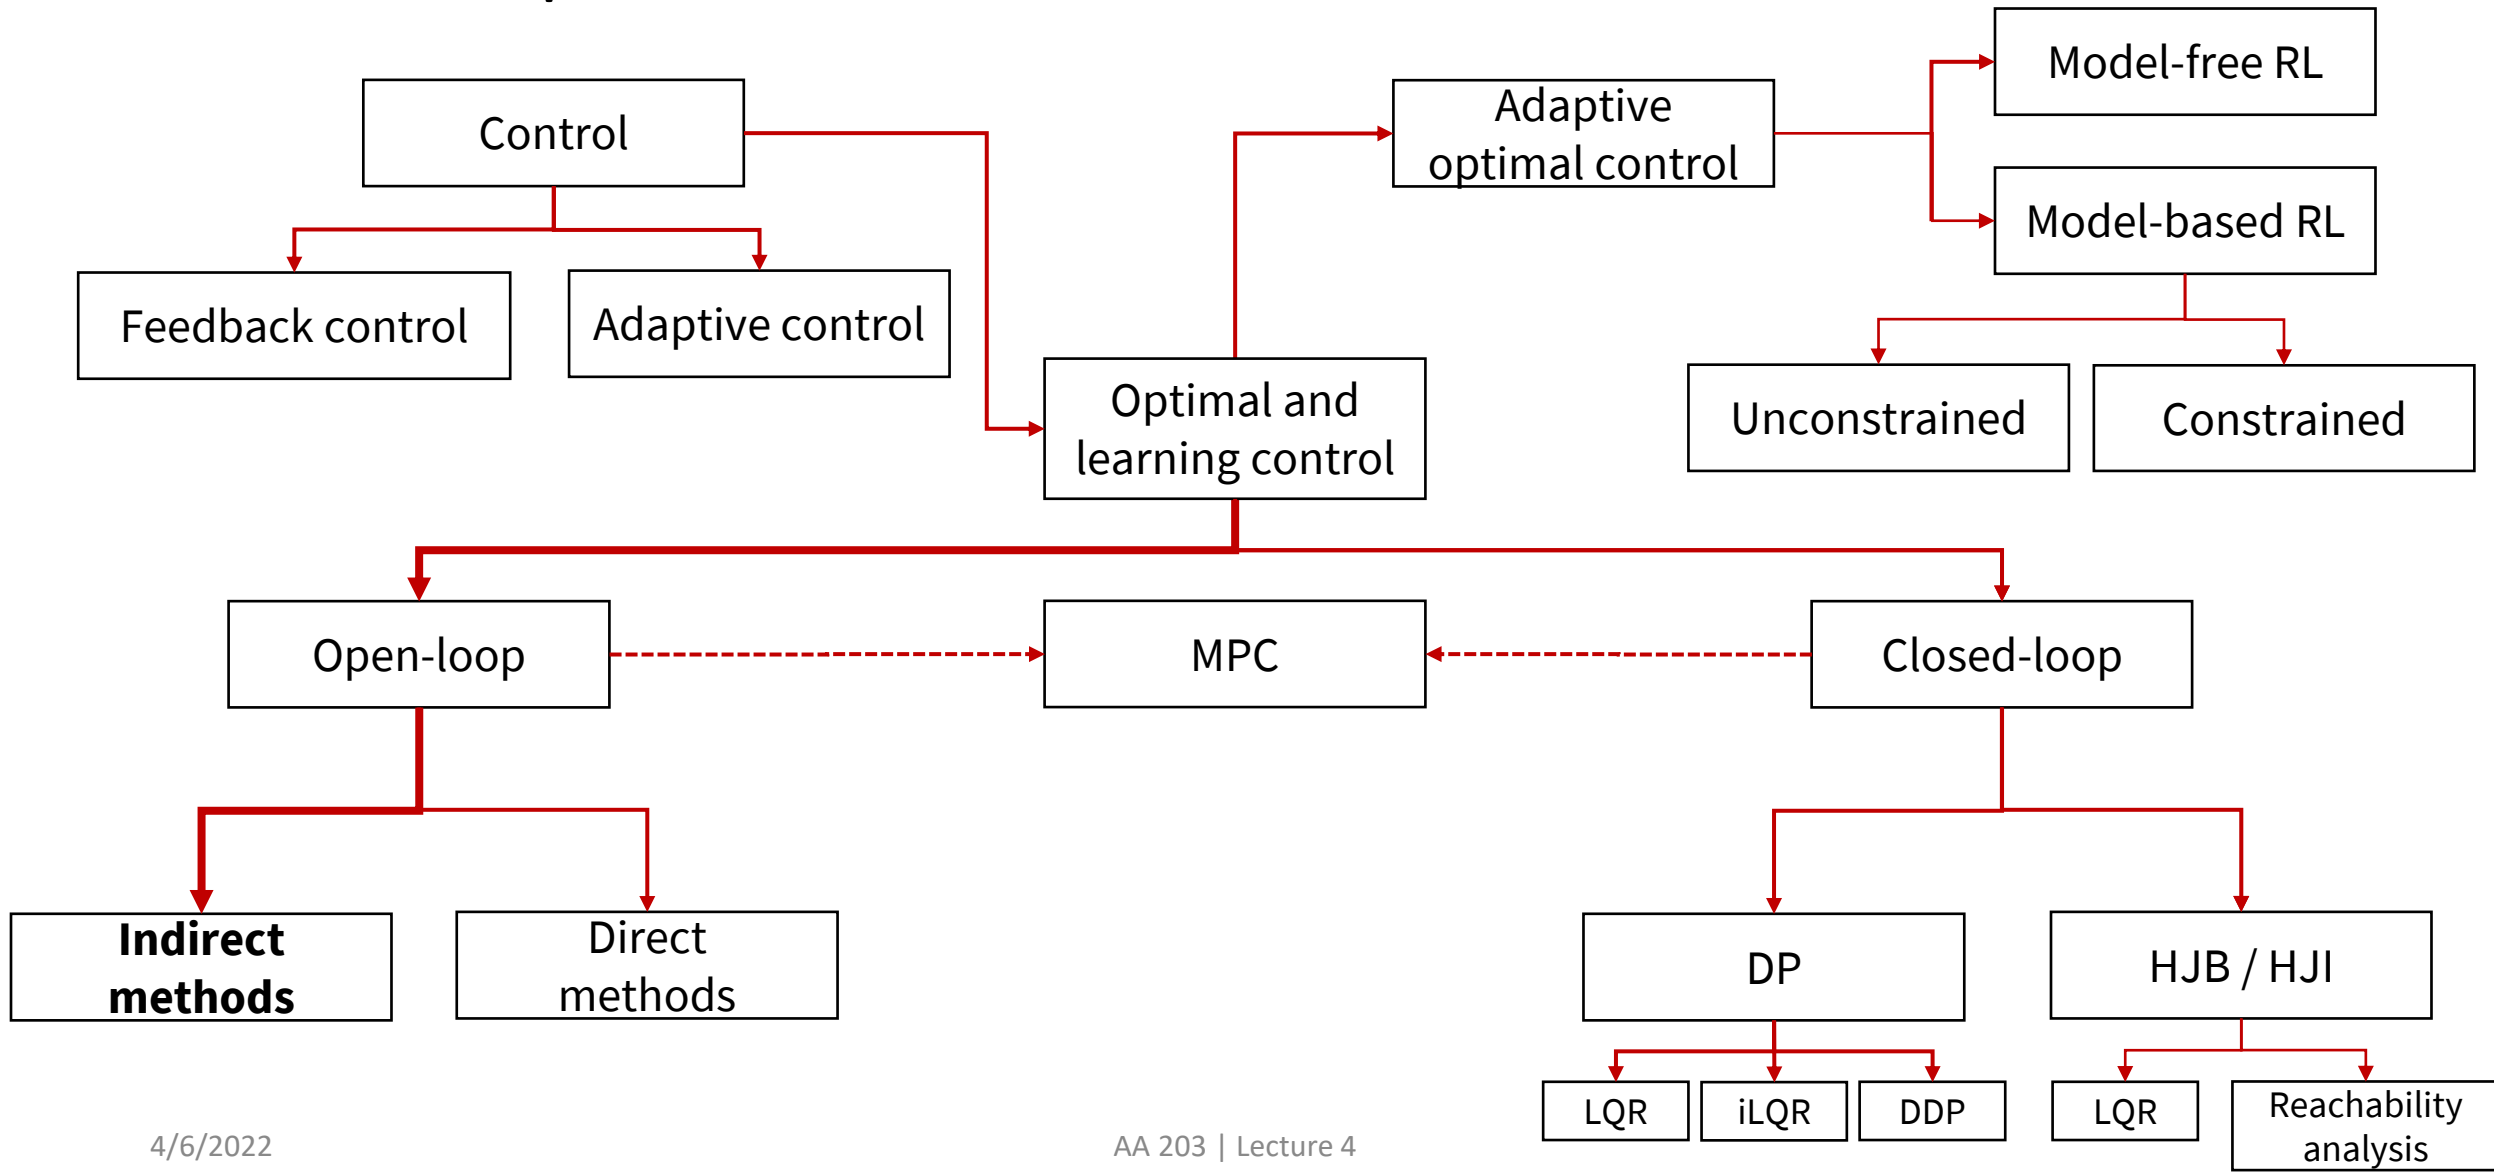 Model-free RL
Control
Adaptive
optimal control
Model-based RL
Feedback control
Adaptive control
Optimal and
learning control
Unconstrained
Constrained
Open-loop
MPC
Closed-loop
Indirect
methods
Direct
methods
DP
HJB / HJI
LQR
iLQR
DDP
LQR
Reachability
analysis
4/6/2022
AA 203 | Lecture 4